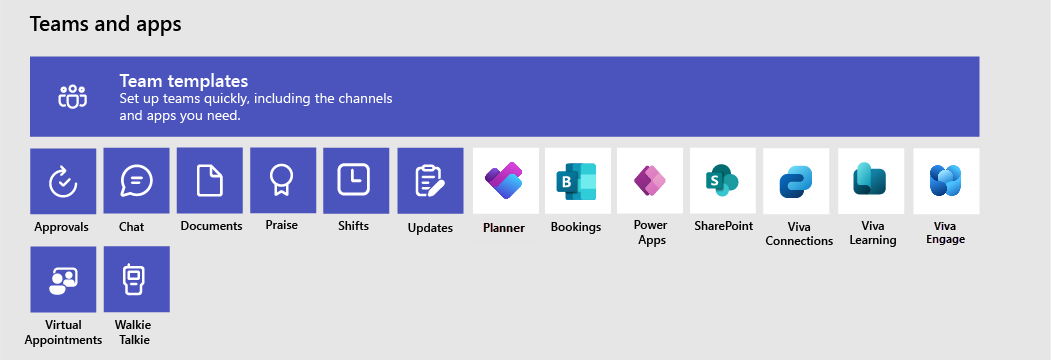 Teams and apps
Team templates
Set up teams quickly, including the channels
and apps you need.
Approvals
Chat
Documents
Praise
Shifts
Updates
Planner
B
Bookings
Power
Apps
S
SharePoint
Viva
Connections
Viva
Learning
Viva
Engage
Virtual
Appointments
Walkie
Talkie